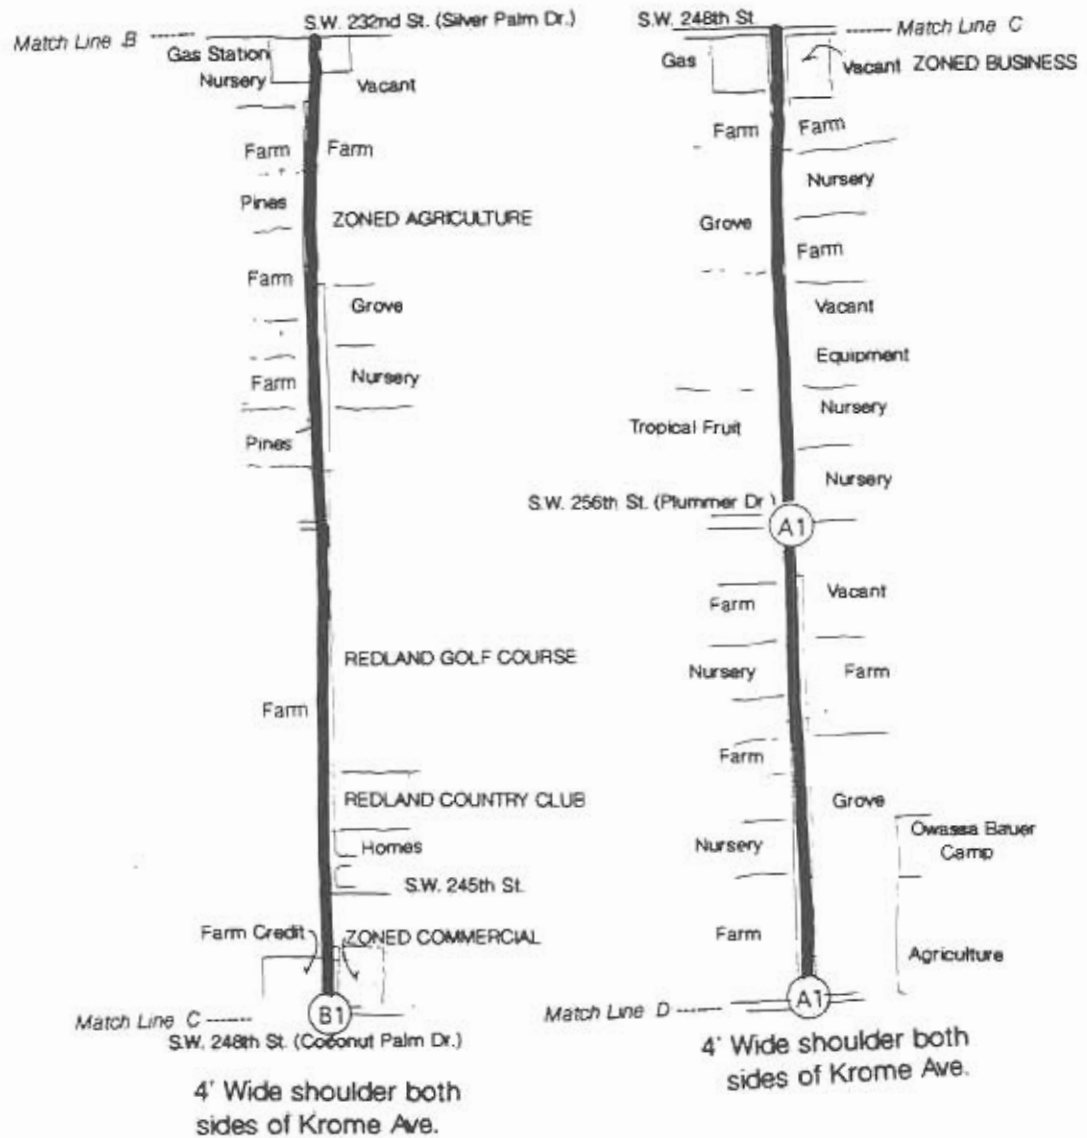 S.W. 232nd St. (Silver Palm Dr.)
Match Line B
Gas Station
Nursery
Vacant
Farm
Farm
Pines
ZONED AGRICULTURE
Farm
Grove
Farm
Nursery
Pines
REDLAND GOLF COURSE
Farm
REDLAND COUNTRY CLUB
Homes
S.W. 245th St.
Farm Credit
ZONED COMMERCIAL
Match Line C
B1
S.W. 248th St. (Coconut Palm Dr.)
4' Wide shoulder both
sides of Krome Ave.
S.W. 248th St.
Match Line C
Gas
Vacant ZONED BUSINESS
Farm
Farm
Nursery
Grove
Farm
Vacant
Equipment
Nursery
Tropical Fruit
Nursery
S.W. 256th St. (Plummer Dr.)
A1
Vacant
Farm
Nursery
Farm
Farm
Grove
Owassa Bauer
Camp
Nursery
Farm
Agriculture
A1
Match Line D
4' Wide shoulder both
sides of Krome Ave.